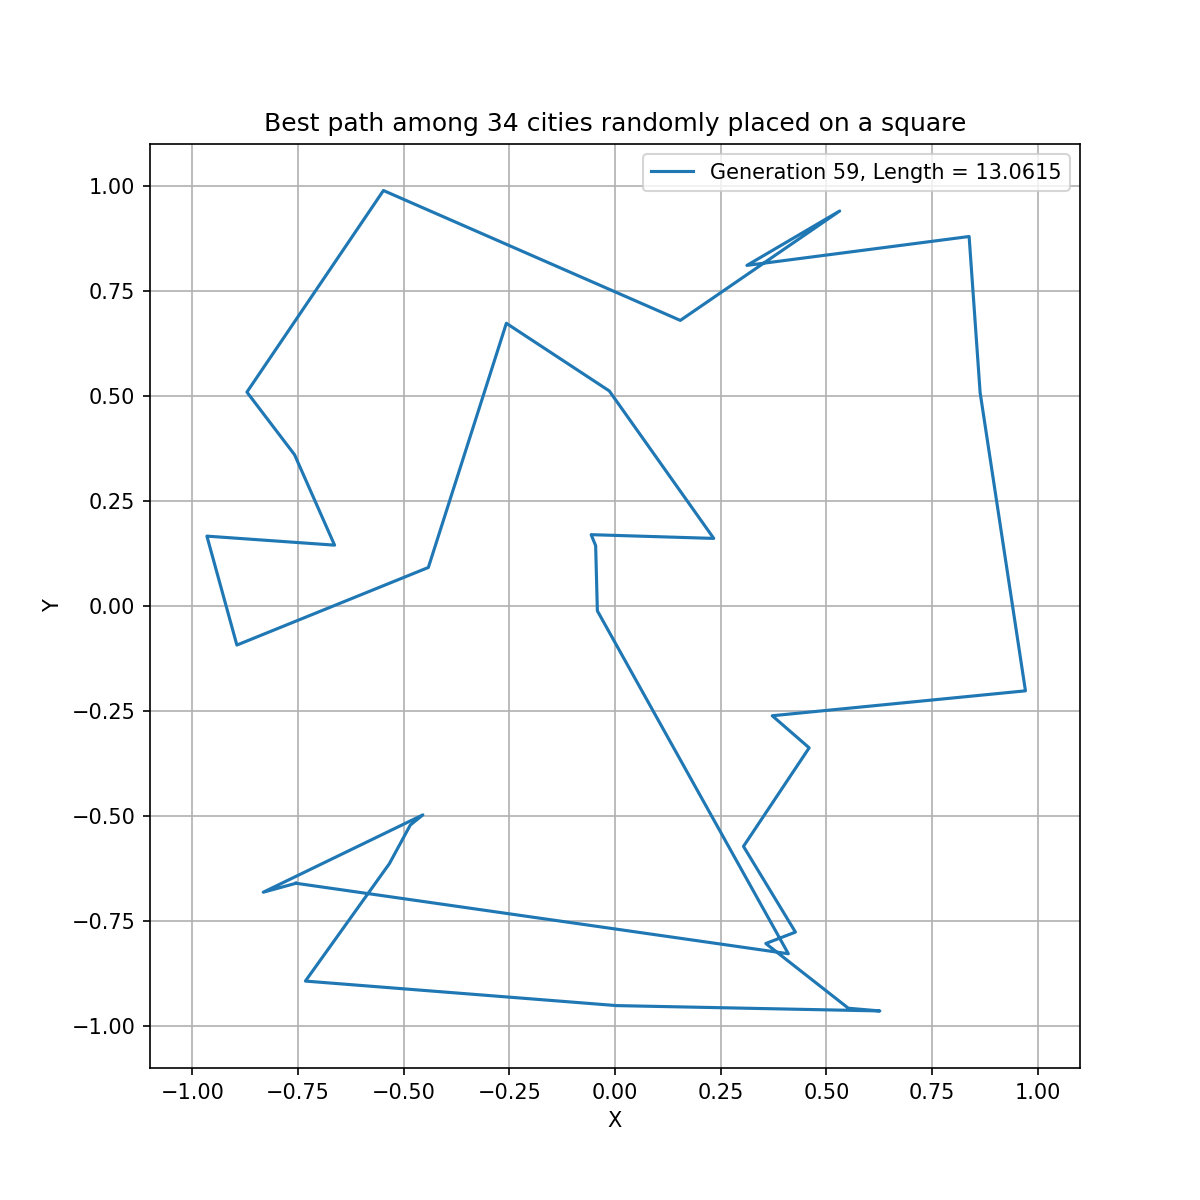 Best path among 34 cities randomly placed on a square
Generation 59, Length = 13.0615
1.00
0.75
0.50
0.25
0.00
−0.25
−0.50
−0.75
−1.00
Y
−1.00 −0.75 −0.50 −0.25 0.00 0.25 0.50 0.75 1.00
X